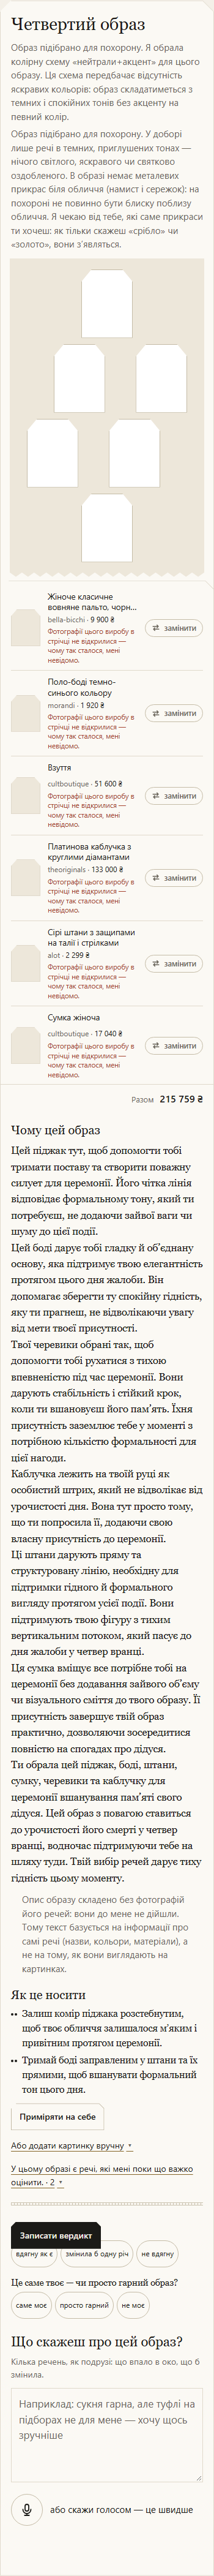 Четвертий образ
Образ підібрано для похорону. Я обрала
колірну схему «нейтрали+акцент» для цього
образу. Ця схема передбачає відсутність
яскравих кольорів: образ складатиметься з
темних і спокійних тонів без акценту на
певний колір.
Образ підібрано для похорону. У доборі
лише речі в темних, приглушених тонах —
нічого світлого, яскравого чи святково
оздобленого. В образі немає металевих
прикрас біля обличчя (намист і сережок): на
похороні не повинно бути блиску поблизу
обличчя. Я чекаю від тебе, які саме прикраси
ти хочеш: як тільки скажеш «срібло» чи
«золото», вони з'являться.
Жіноче класичне
вовняне пальто, чорн...
bella-bicchi · 9 900 ₴
Фотографії цього виробу в
стрічці не відкрилися —
чому так сталося, мені
невідомо.
замінити
Поло-боді темно-
синього кольору
morandi · 1 920 ₴
Фотографії цього виробу в
стрічці не відкрилися —
чому так сталося, мені
невідомо.
замінити
Взуття
cultboutique · 51 600 ₴
Фотографії цього виробу в
стрічці не відкрилися —
чому так сталося, мені
невідомо.
замінити
Платинова каблучка з
круглими діамантами
theoriginals · 133 000 ₴
Фотографії цього виробу в
стрічці не відкрилися —
чому так сталося, мені
невідомо.
замінити
Сірі штани з защипами
на талії і стрілками
alot · 2 299 ₴
Фотографії цього виробу в
стрічці не відкрилися —
чому так сталося, мені
невідомо.
замінити
Сумка жіноча
cultboutique · 17 040 ₴
Фотографії цього виробу в
стрічці не відкрилися —
чому так сталося, мені
невідомо.
замінити
Разом 215 759 ₴
Чому цей образ
Цей піджак тут, щоб допомогти тобі
тримати поставу та створити поважну
силует для церемонії. Його чітка лінія
відповідає формальному тону, який ти
потребуєш, не додаючи зайвої ваги чи
шуму до цієї події.
Цей боді дарує тобі гладку й об'єднану
основу, яка підтримує твою елегантність
протягом цього дня жалоби. Він
допомагає зберегти ту спокійну гідність,
яку ти прагнеш, не відволікаючи увагу
від мети твоєї присутності.
Твої черевики обрані так, щоб
допомогти тобі рухатися з тихою
впевненістю під час церемонії. Вони
дарують стабільність і стійкий крок,
коли ти вшановуєш його пам'ять. Їхня
присутність заземлює тебе у моменті з
потрібною кількістю формальності для
цієї нагоди.
Каблучка лежить на твоїй руці як
особистий штрих, який не відволікає від
урочистості дня. Вона тут просто тому,
що ти попросила її, додаючи свою
власну присутність до церемонії.
Ці штани дарують пряму та
структуровану лінію, необхідну для
підтримки гідного й формального
вигляду протягом усієї події. Вони
підтримують твою фігуру з тихим
вертикальним потоком, який пасує до
дня жалоби у четвер вранці.
Ця сумка вміщує все потрібне тобі на
церемонії без додавання зайвого об'єму
чи візуального сміття до твого образу. Її
присутність завершує твій образ
практично, дозволяючи зосередитися
повністю на спогадах про дідуся.
Ти обрала цей піджак, боді, штани,
сумку, черевики та каблучку для
церемонії вшанування пам'яті свого
дідуся. Цей образ з повагою ставиться
до урочистості його смерті у четвер
вранці, водночас підтримуючи тебе на
шляху туди. Твій вибір речей дарує тиху
гідність цьому моменту.
Опис образу складено без фотографій
його речей: вони до мене не дійшли.
Тому текст базується на інформації про
самі речі (назви, кольори, матеріали), а
не на тому, як вони виглядають на
картинках.
Як це носити
Залиш комір піджака розстебнутим,
щоб твоє обличчя залишалося м'яким і
привітним протягом церемонії.
Тримай боді заправленим у штани та їх
прямими, щоб вшанувати формальний
тон цього дня.
Приміряти на себе
Або додати картинку вручну
У цьому образі є речі, які мені поки що важко
оцінити. · 2
Записати вердикт
вдягну як є
змінила б одну річ
не вдягну
Це саме твоє — чи просто гарний образ?
саме моє
просто гарний
не моє
Що скажеш про цей образ?
Кілька речень, як подрузі: що впало в око, що б
змінила.
Наприклад: сукня гарна, але туфлі на
підборах не для мене — хочу щось
зручніше
або скажи голосом — це швидше